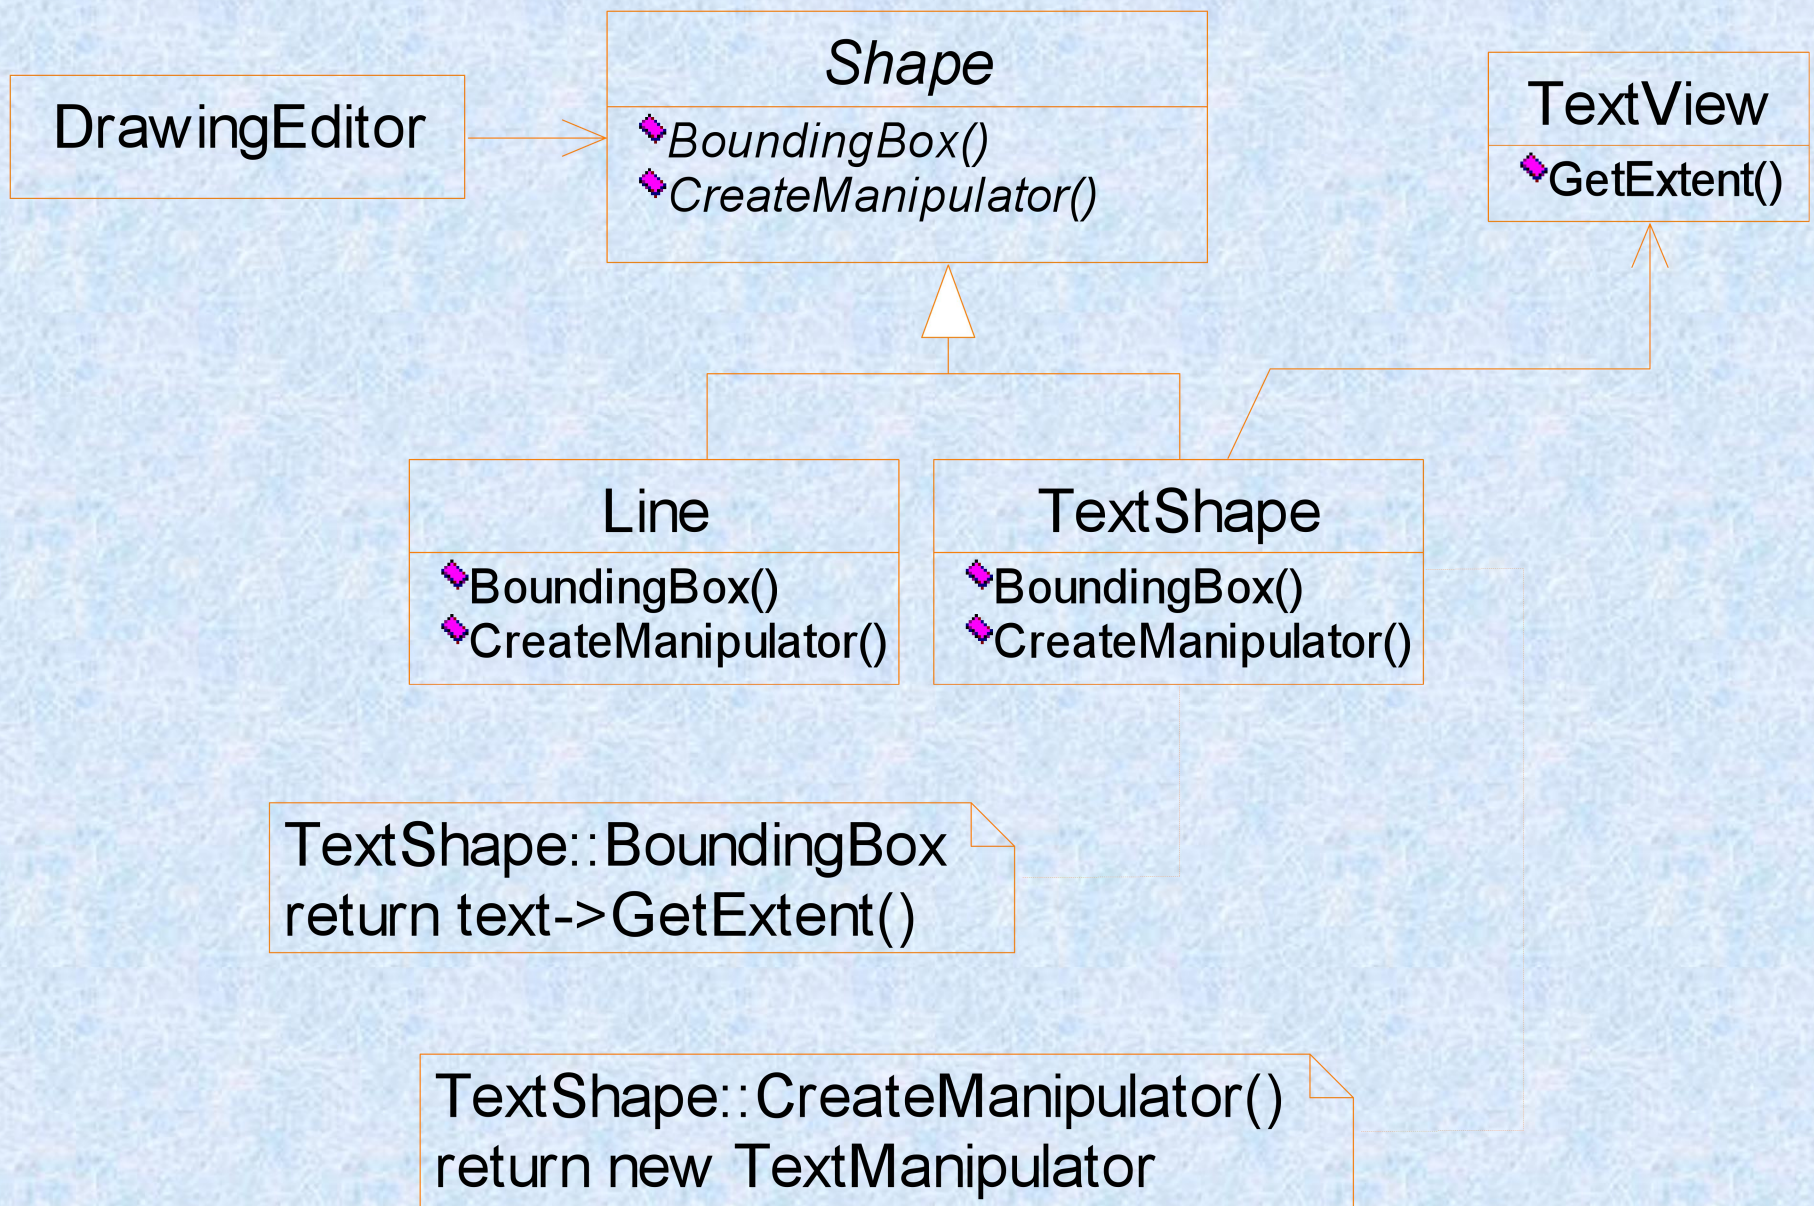 DrawingEditor
Shape
BoundingBox()
CreateManipulator()
TextView
GetExtent()
Line
BoundingBox()
CreateManipulator()
TextShape
BoundingBox()
CreateManipulator()
TextShape::BoundingBox
return text->GetExtent()
TextShape::CreateManipulator()
return new TextManipulator